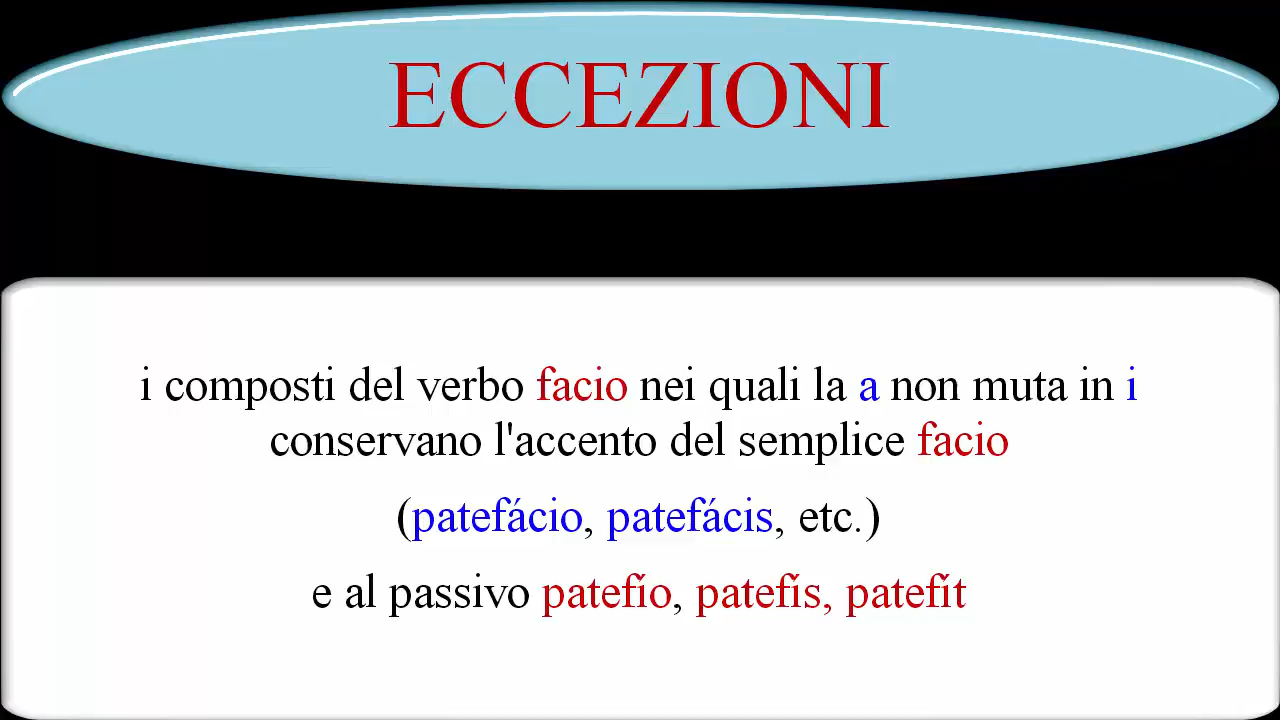 ECCEZIONI
i composti del verbo facio nei quali la a non muta in i
conservano l'accento del semplice facio
(patefácio, patefácis, etc.)
e al passivo patefío, patefís, patefít